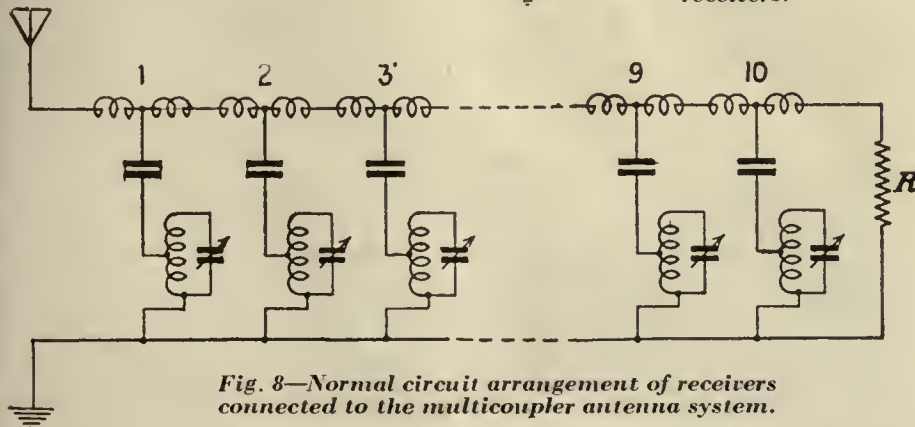 receivers.
1 2 3 9 10
R
Fig. 8—Normal circuit arrangement of receivers
connected to the multicoupler antenna system.